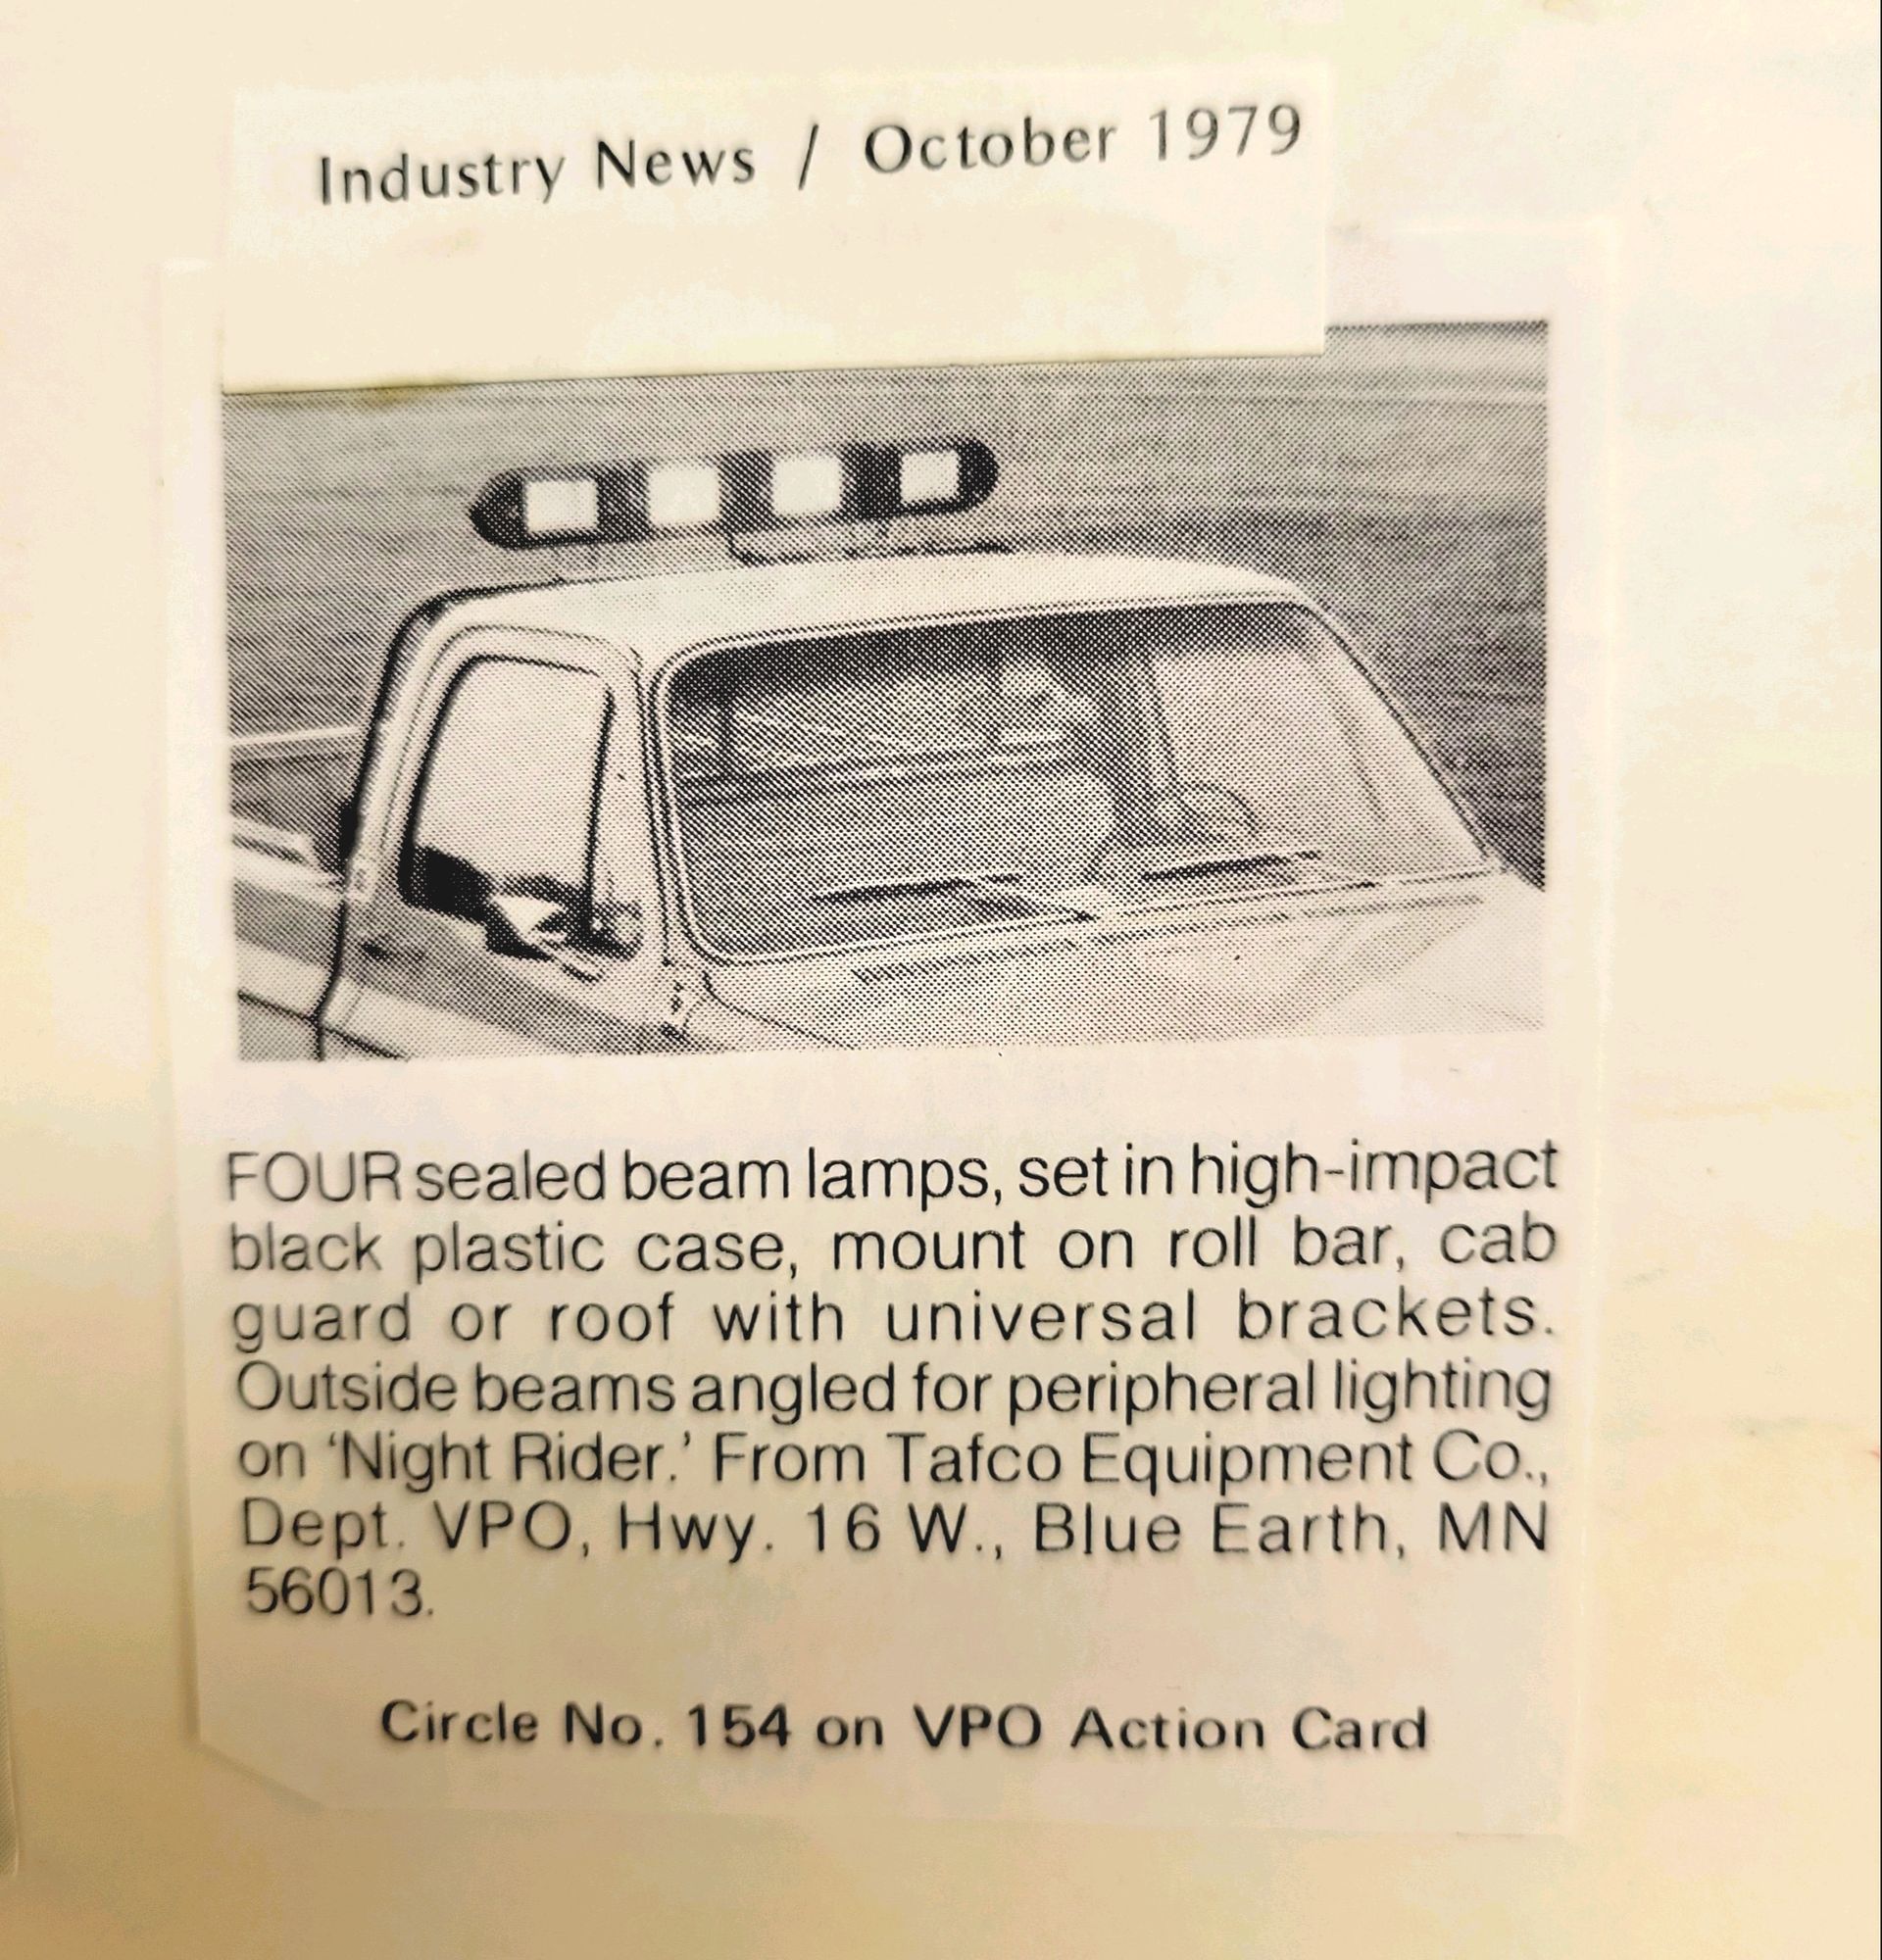 Industry News / October 1979
FOUR sealed beam lamps, set in high-impact
black plastic case, mount on roll bar, cab
guard or roof with universal brackets.
Outside beams angled for peripheral lighting
on ‘Night Rider.’ From Tafco Equipment Co.,
Dept. VPO, Hwy. 16 W., Blue Earth, MN
56013.
Circle No. 154 on VPO Action Card